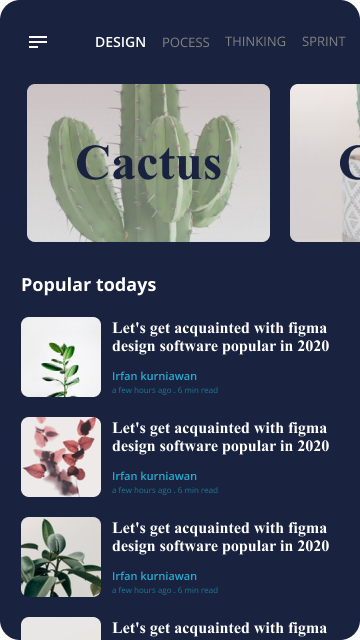 DESIGN POCESS THINKING SPRINT
Cactus
C
Popular todays
Let's get acquainted with figma
design software popular in 2020
Irfan kurniawan
a few hours ago . 6 min read
Let's get acquainted with figma
design software popular in 2020
Irfan kurniawan
a few hours ago . 6 min read
Let's get acquainted with figma
design software popular in 2020
Irfan kurniawan
a few hours ago . 6 min read
Let's get acquainted with figma